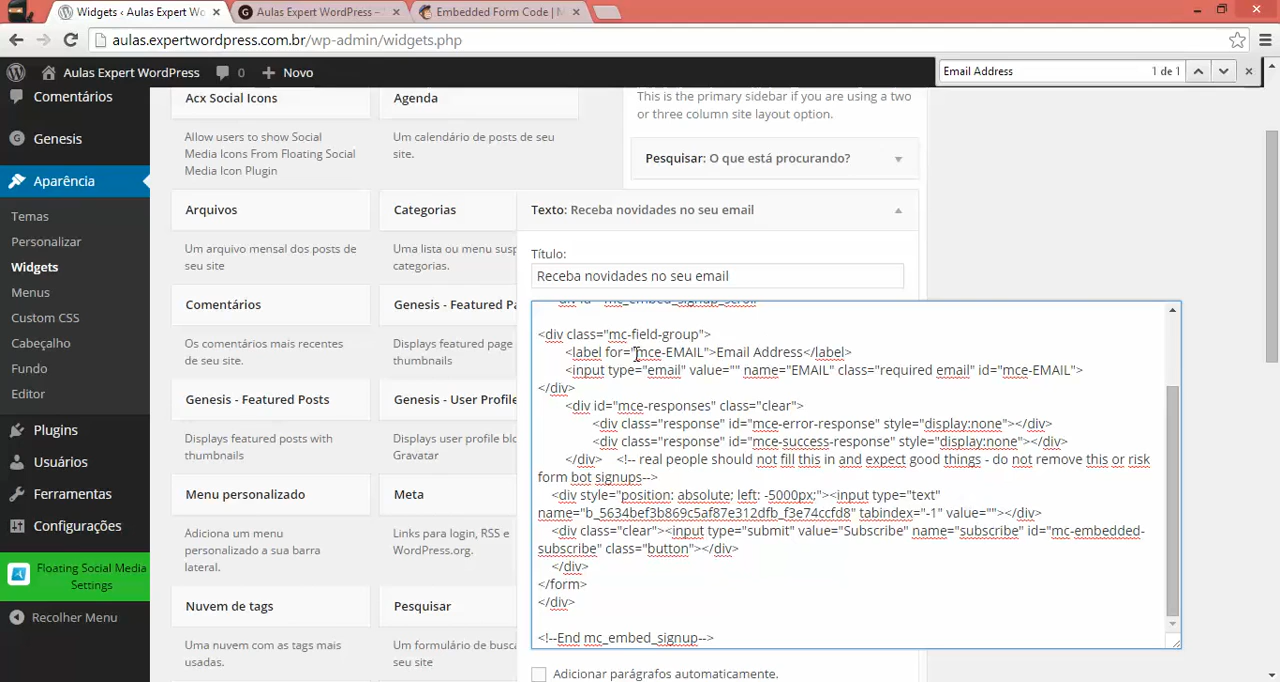 Widgets ‹ Aulas Expert W
Aulas Expert WordPress –
Embedded Form Code | M
aulas.expertwordpress.com.br/wp-admin/widgets.php
Aulas Expert WordPress
0
Novo
Email Address
1 de 1
Comentários
Genesis
Aparência
Temas
Personalizar
Widgets
Menus
Custom CSS
Cabeçalho
Fundo
Editor
Plugins
Usuários
Ferramentas
Configurações
Floating Social Media
Settings
Recolher Menu
Acx Social Icons
Allow users to show Social
Media Icons From Floating Social
Media Icon Plugin
Arquivos
Um arquivo mensal dos posts de
seu site
Comentários
Os comentários mais recentes
de seu site.
Genesis - Featured Posts
Displays featured posts with
thumbnails
Menu personalizado
Adiciona um menu
personalizado a sua barra
lateral.
Nuvem de tags
Uma nuvem com as tags mais
usadas.
Agenda
Um calendário de posts de seu
site.
Categorias
Uma lista ou menu susp
categorias.
Genesis - Featured Pa
Displays featured page
thumbnails
Genesis - User Profile
Displays user profile blo
Gravatar
Meta
Links para login, RSS e
WordPress.org.
Pesquisar
Um formulário de busca
seu site
This is the primary sidebar if you are using a two
or three column site layout option.
Pesquisar: O que está procurando?
Texto: Receba novidades no seu email
Título:
Receba novidades no seu email
div id="mc_embed_signup_scroll"
<div class="mc-field-group">
<label for="mce-EMAIL">Email Address</label>
<input type="email" value="" name="EMAIL" class="required email" id="mce-EMAIL">
</div>
<div id="mce-responses" class="clear">
<div class="response" id="mce-error-response" style="display:none"></div>
<div class="response" id="mce-success-response" style="display:none"></div>
</div> <!-- real people should not fill this in and expect good things - do not remove this or risk
form bot signups-->
<div style="position: absolute; left: -5000px;"><input type="text"
name="b_5634bef3b869c5af87e312dfb_f3e74ccfd8" tabindex="-1" value=""></div>
<div class="clear"><input type="submit" value="Subscribe" name="subscribe" id="mc-embedded-
subscribe" class="button"></div>
</div>
</form>
</div>
<!--End mc_embed_signup-->
Adicionar parágrafos automaticamente.